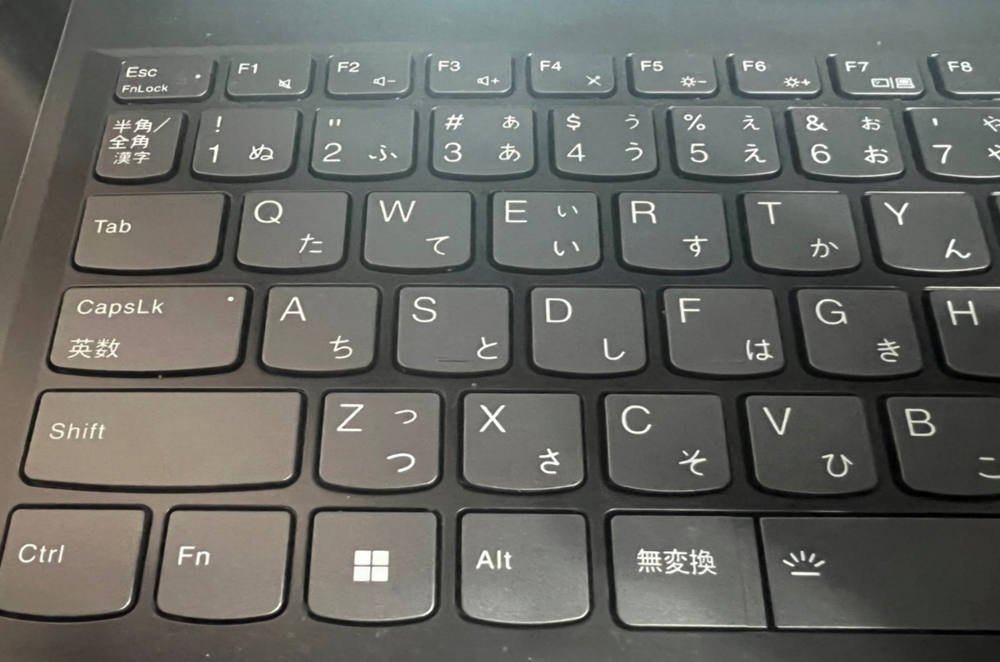 Esc F1 F2 F3 F4 F5 F6 F7 F8
FnLock
! " # ぁ $ ぅ % ぇ & ぉ '
半角/
全角
漢字
1 ぬ 2 ふ 3 あ 4 う 5 え 6 お 7
Tab Q W E ぃ R T Y
た て い す か ん
CapsLk A S D F G H
英数 ち と し は き
Shift Z っ X C V B
つ さ そ ひ こ
Ctrl Fn Alt 無変換